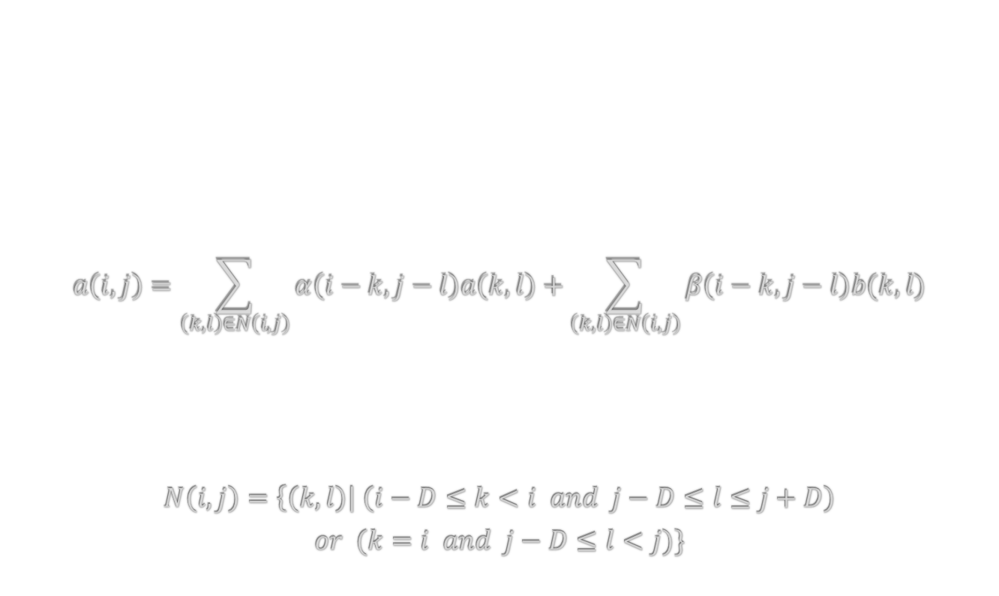 a(i, j) = ∑_{(k,l)∈N(i,j)} α(i − k, j − l)a(k, l) + ∑_{(k,l)∈N(i,j)} β(i − k, j − l)b(k, l)
N(i, j) = {(k, l)| (i − D ≤ k < i and j − D ≤ l ≤ j + D)
or (k = i and j − D ≤ l < j)}